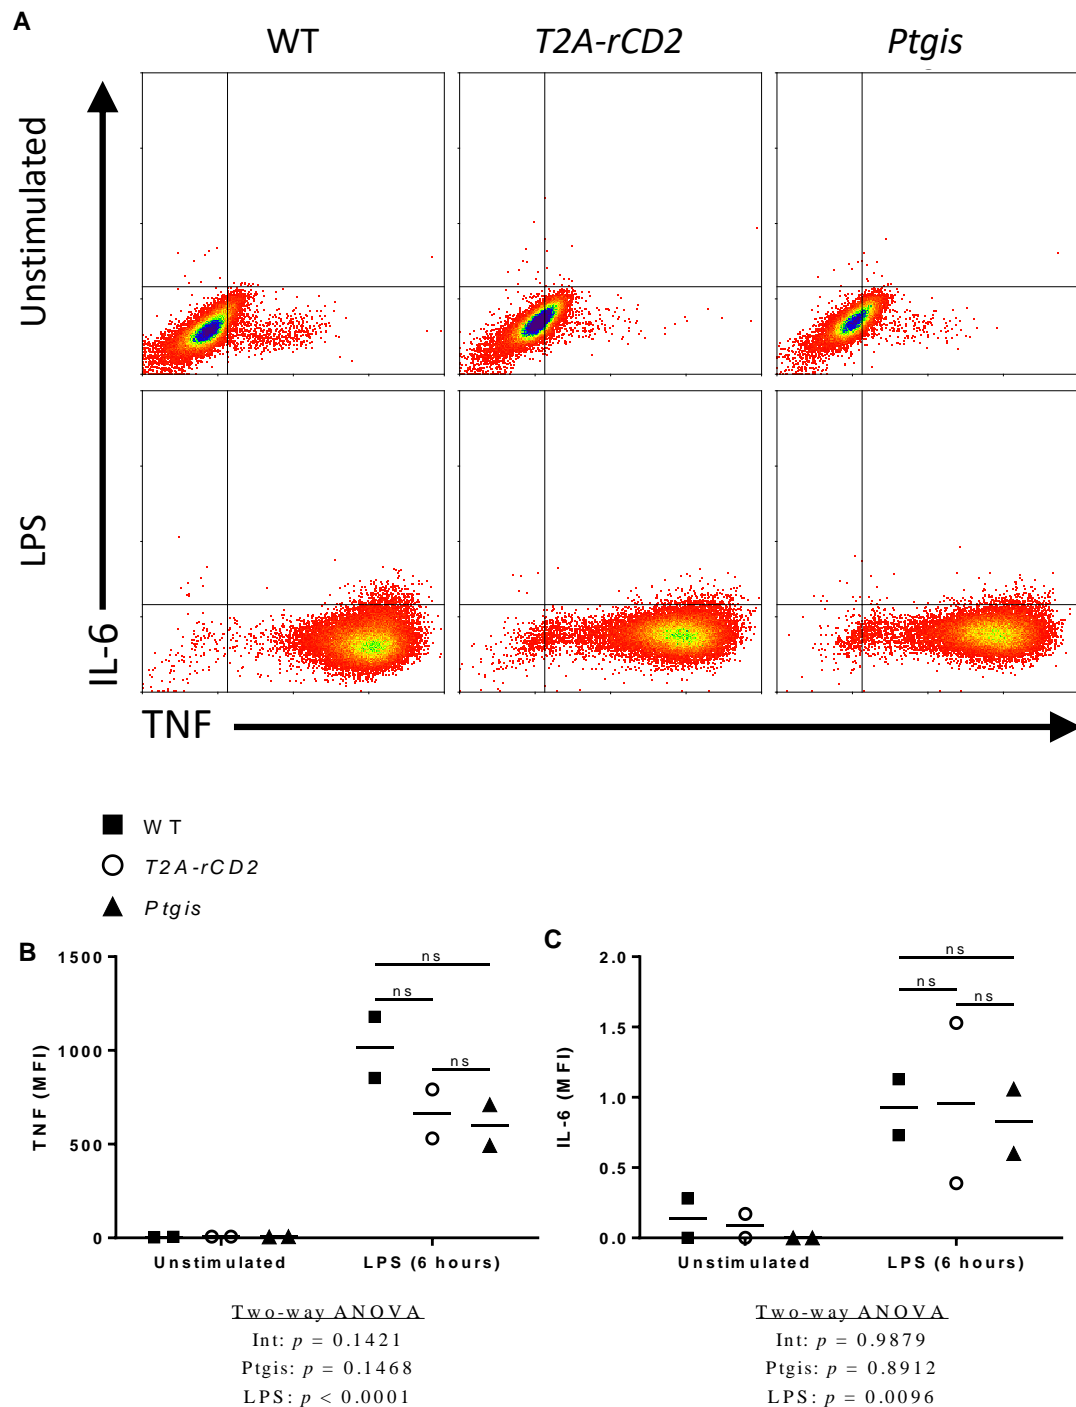 A
WT
T2A-rCD2
Ptgis
Unstimulated
LPS
IL-6
TNF
WT
T2A-rCD2
Ptgis
B
TNF (MFI)
1500
1000
500
0
ns
ns
ns
Unstimulated
LPS (6 hours)
Two-way ANOVA
Int: p = 0.1421
Ptgis: p = 0.1468
LPS: p < 0.0001
C
IL-6 (MFI)
2.0
1.5
1.0
0.5
0.0
ns
ns
ns
Unstimulated
LPS (6 hours)
Two-way ANOVA
Int: p = 0.9879
Ptgis: p = 0.8912
LPS: p = 0.0096